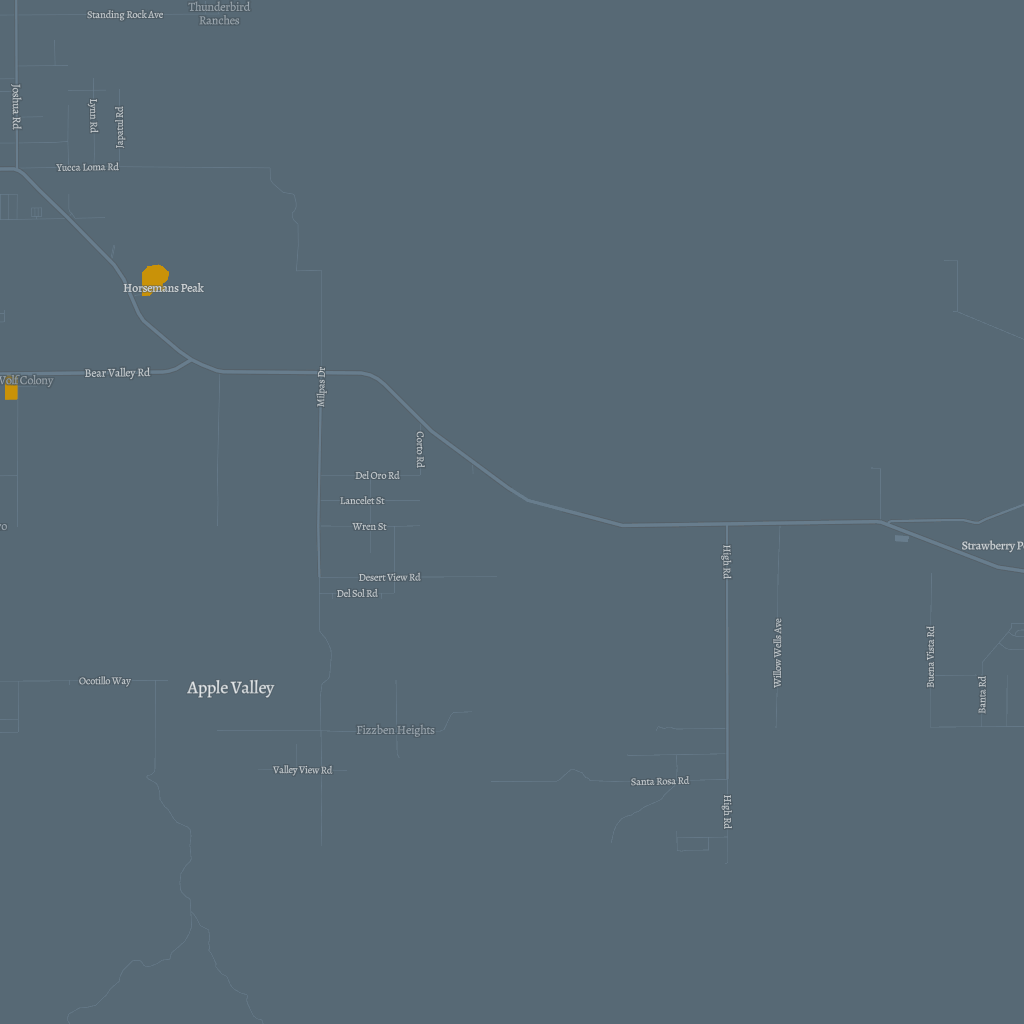 Thunderbird
Ranches
Standing Rock Ave
Joshua Rd
Lynn Rd
Japatul Rd
Yucca Loma Rd
Horsemans Peak
Bear Valley Rd
Colony
Milpas Dr
Corto Rd
Del Oro Rd
Lancelet St
Wren St
Desert View Rd
Del Sol Rd
High Rd
Strawberry
Willow Wells Ave
Buena Vista Rd
Banta Rd
Ocotillo Way
Apple Valley
Fizzben Heights
Valley View Rd
Santa Rosa Rd
High Rd